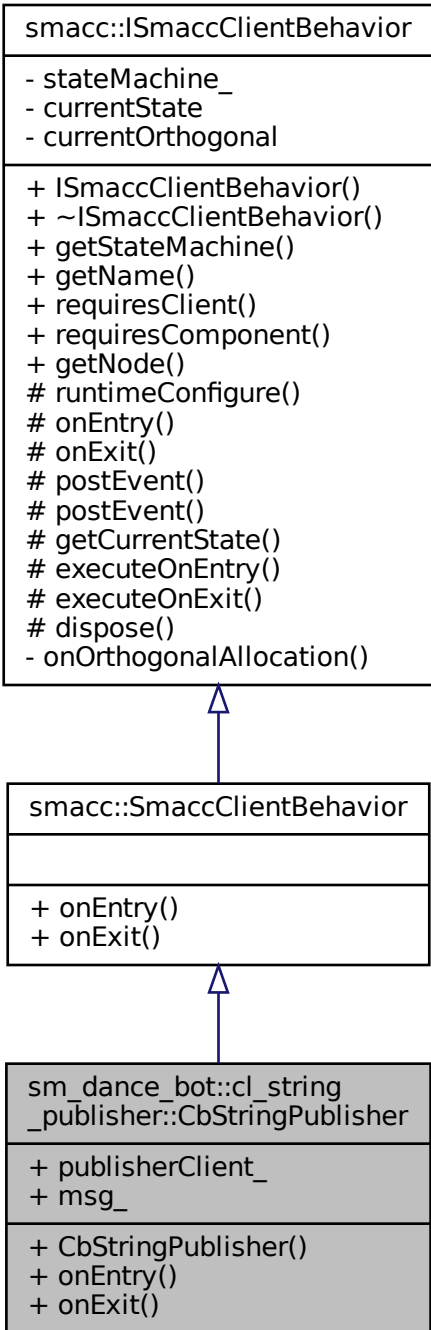 smacc::ISmaccClientBehavior
- stateMachine_
- currentState
- currentOrthogonal
+ ISmaccClientBehavior()
+ ~ISmaccClientBehavior()
+ getStateMachine()
+ getName()
+ requiresClient()
+ requiresComponent()
+ getNode()
# runtimeConfigure()
# onEntry()
# onExit()
# postEvent()
# postEvent()
# getCurrentState()
# executeOnEntry()
# executeOnExit()
# dispose()
- onOrthogonalAllocation()
smacc::SmaccClientBehavior
+ onEntry()
+ onExit()
sm_dance_bot::cl_string
_publisher::CbStringPublisher
+ publisherClient_
+ msg_
+ CbStringPublisher()
+ onEntry()
+ onExit()